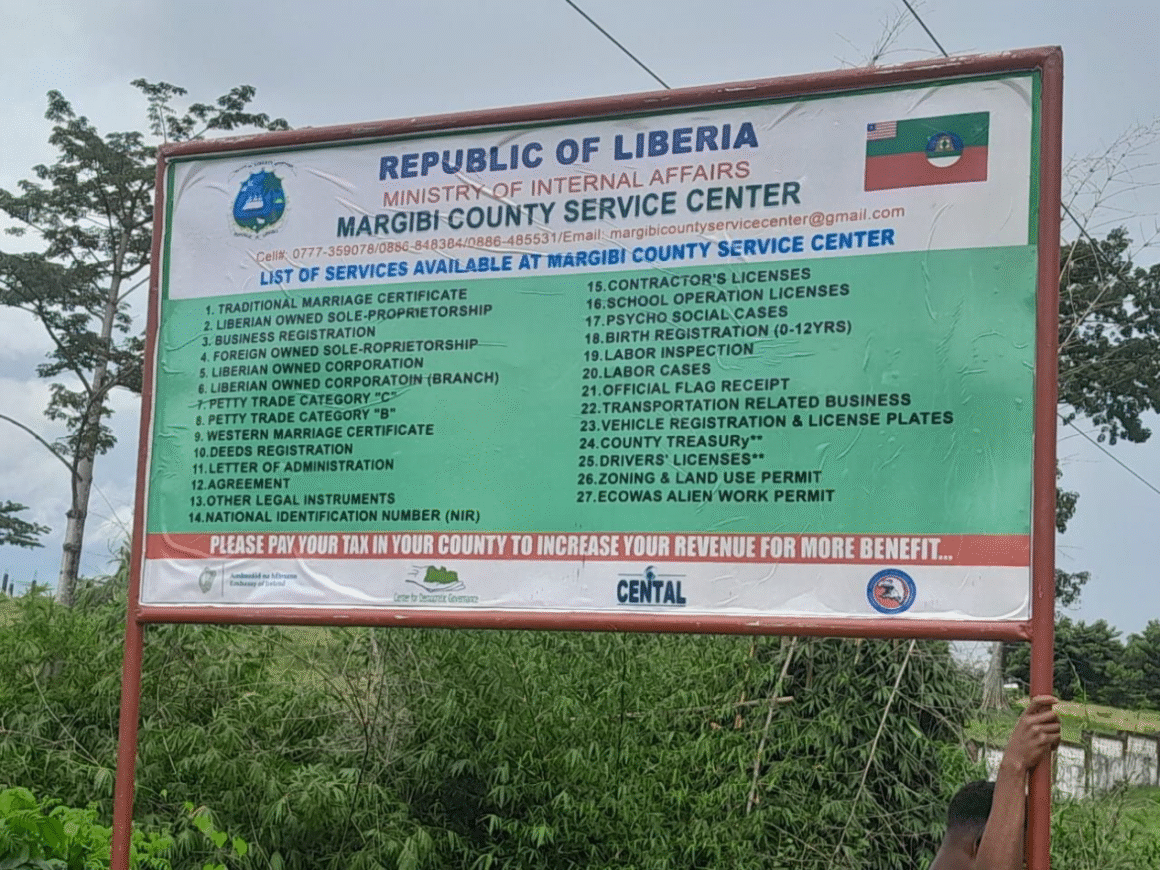 REPUBLIC OF LIBERIA
MINISTRY OF INTERNAL AFFAIRS
MARGIBI COUNTY SERVICE CENTER
Cell#: 0777-359078/0886-848384/0886-485531/Email: margibicountyservicecenter@gmail.com
LIST OF SERVICES AVAILABLE AT MARGIBI COUNTY SERVICE CENTER
1. TRADITIONAL MARRIAGE CERTIFICATE
2. LIBERIAN OWNED SOLE-PROPRIETORSHIP
3. BUSINESS REGISTRATION
4. FOREIGN OWNED SOLE-ROPRIETORSHIP
5. LIBERIAN OWNED CORPORATION
6. LIBERIAN OWNED CORPORATOIN (BRANCH)
7. PETTY TRADE CATEGORY "C"
8. PETTY TRADE CATEGORY "B"
9. WESTERN MARRIAGE CERTIFICATE
10.DEEDS REGISTRATION
11.LETTER OF ADMINISTRATION
12.AGREEMENT
13.OTHER LEGAL INSTRUMENTS
14.NATIONAL IDENTIFICATION NUMBER (NIR)
15.CONTRACTOR'S LICENSES
16.SCHOOL OPERATION LICENSES
17.PSYCHO SOCIAL CASES
18.BIRTH REGISTRATION (0-12YRS)
19.LABOR INSPECTION
20.LABOR CASES
21.OFFICIAL FLAG RECEIPT
22.TRANSPORTATION RELATED BUSINESS
23.VEHICLE REGISTRATION & LICENSE PLATES
24.COUNTY TREASURy**
25.DRIVERS' LICENSES**
26.ZONING & LAND USE PERMIT
27.ECOWAS ALIEN WORK PERMIT
PLEASE PAY YOUR TAX IN YOUR COUNTY TO INCREASE YOUR REVENUE FOR MORE BENEFIT...
Ambasáid na hÉireann
Embassy of Ireland
Center for Democratic Governance
CENTAL